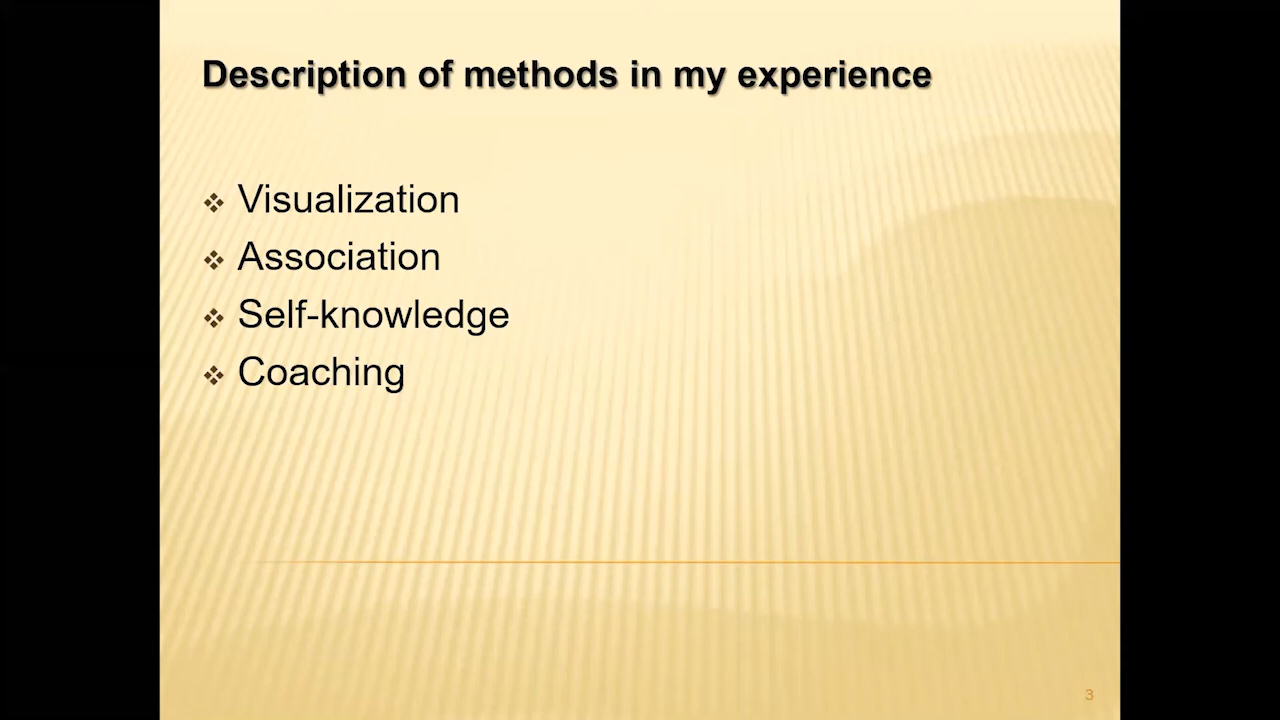 Description of methods in my experience
❖ Visualization
❖ Association
❖ Self-knowledge
❖ Coaching
3